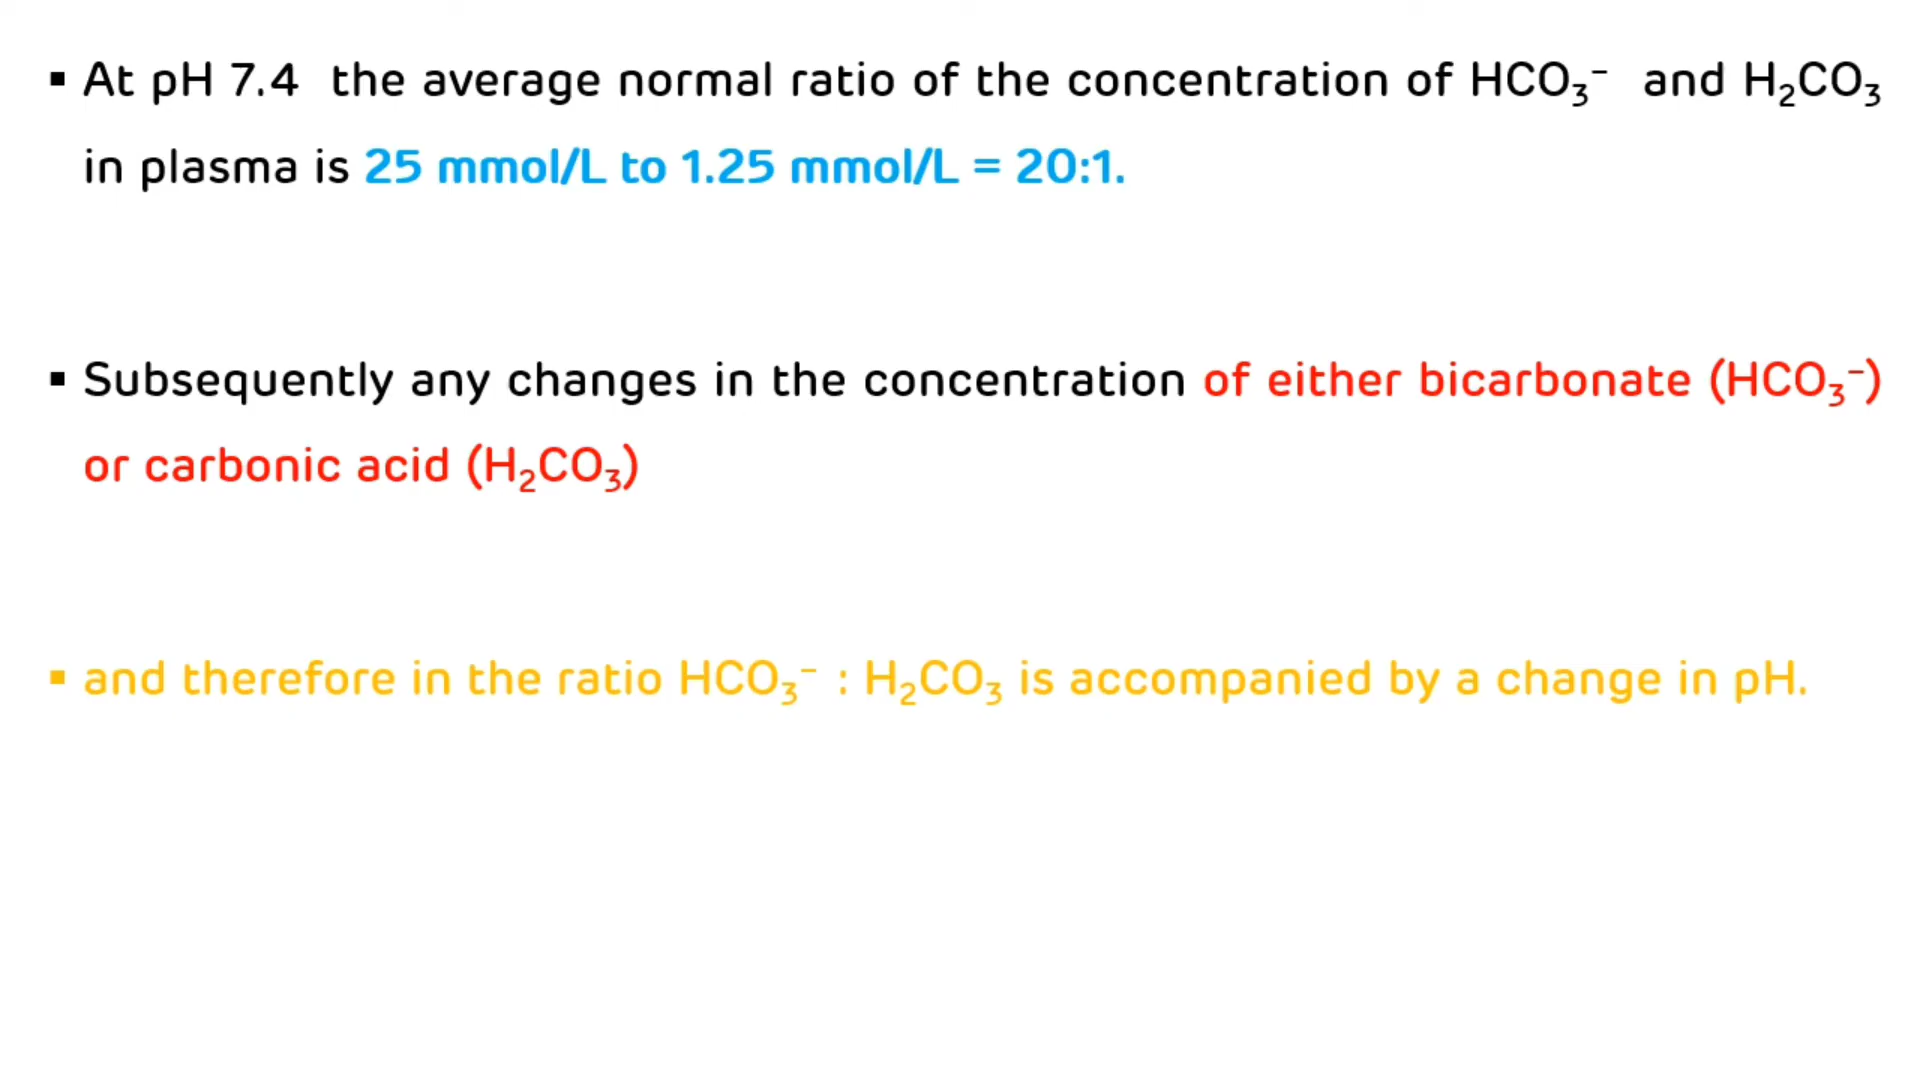 ▪ At pH 7.4 the average normal ratio of the concentration of HCO₃⁻ and H₂CO₃
in plasma is 25 mmol/L to 1.25 mmol/L = 20:1.
▪ Subsequently any changes in the concentration of either bicarbonate (HCO₃⁻)
or carbonic acid (H₂CO₃)
▪ and therefore in the ratio HCO₃⁻ : H₂CO₃ is accompanied by a change in pH.